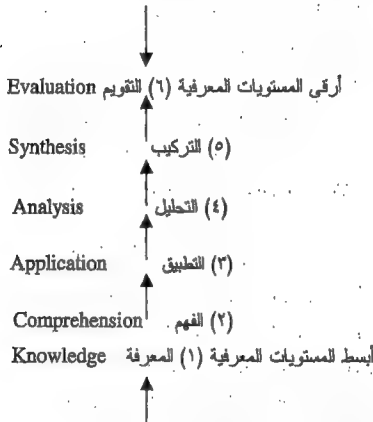 أرقى المستويات المعرفية (٦) التقويم Evaluation
(٥) التركيب Synthesis
(٤) التحليل Analysis
(٣) التطبيق Application
(٢) الفهم Comprehension
أبسط المستويات المعرفية (١) المعرفة Knowledge